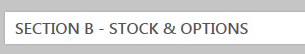 SECTION B - STOCK & OPTIONS